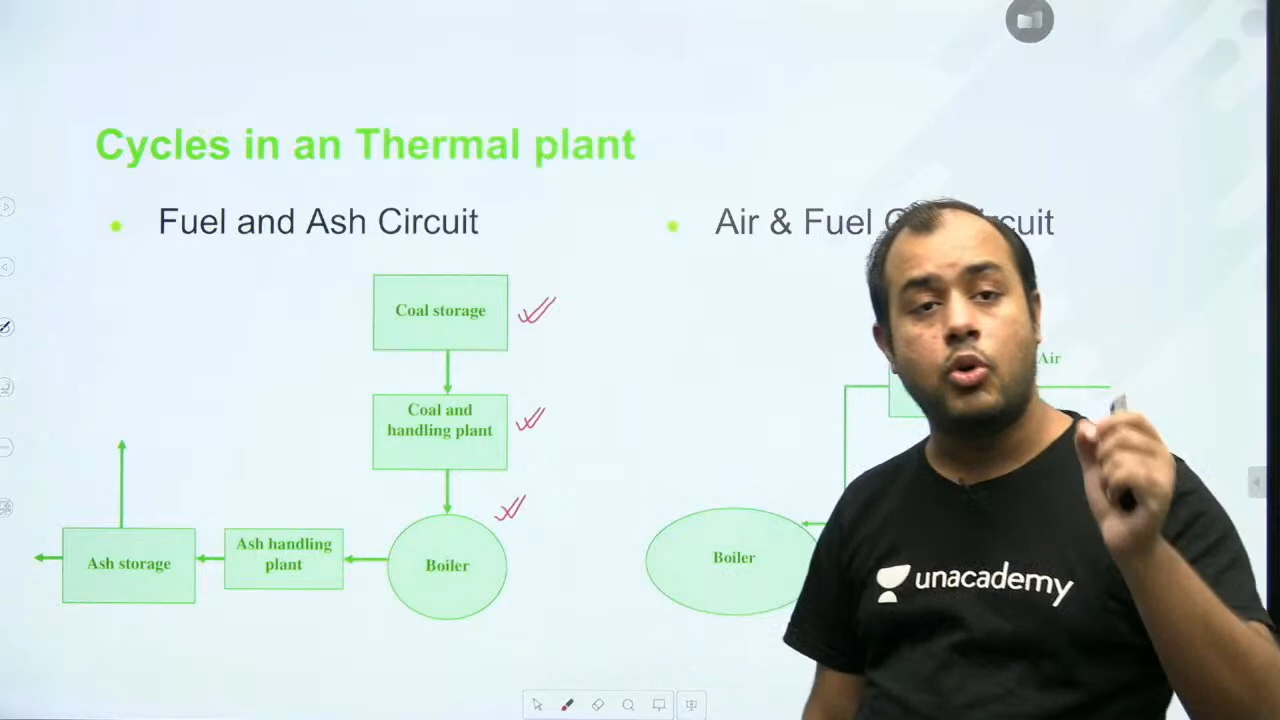 Cycles in an Thermal plant
Fuel and Ash Circuit
Air & Fuel
Coal storage
Coal and
handling plant
Boiler
Ash handling
plant
Ash storage
Air
Boiler
unacademy